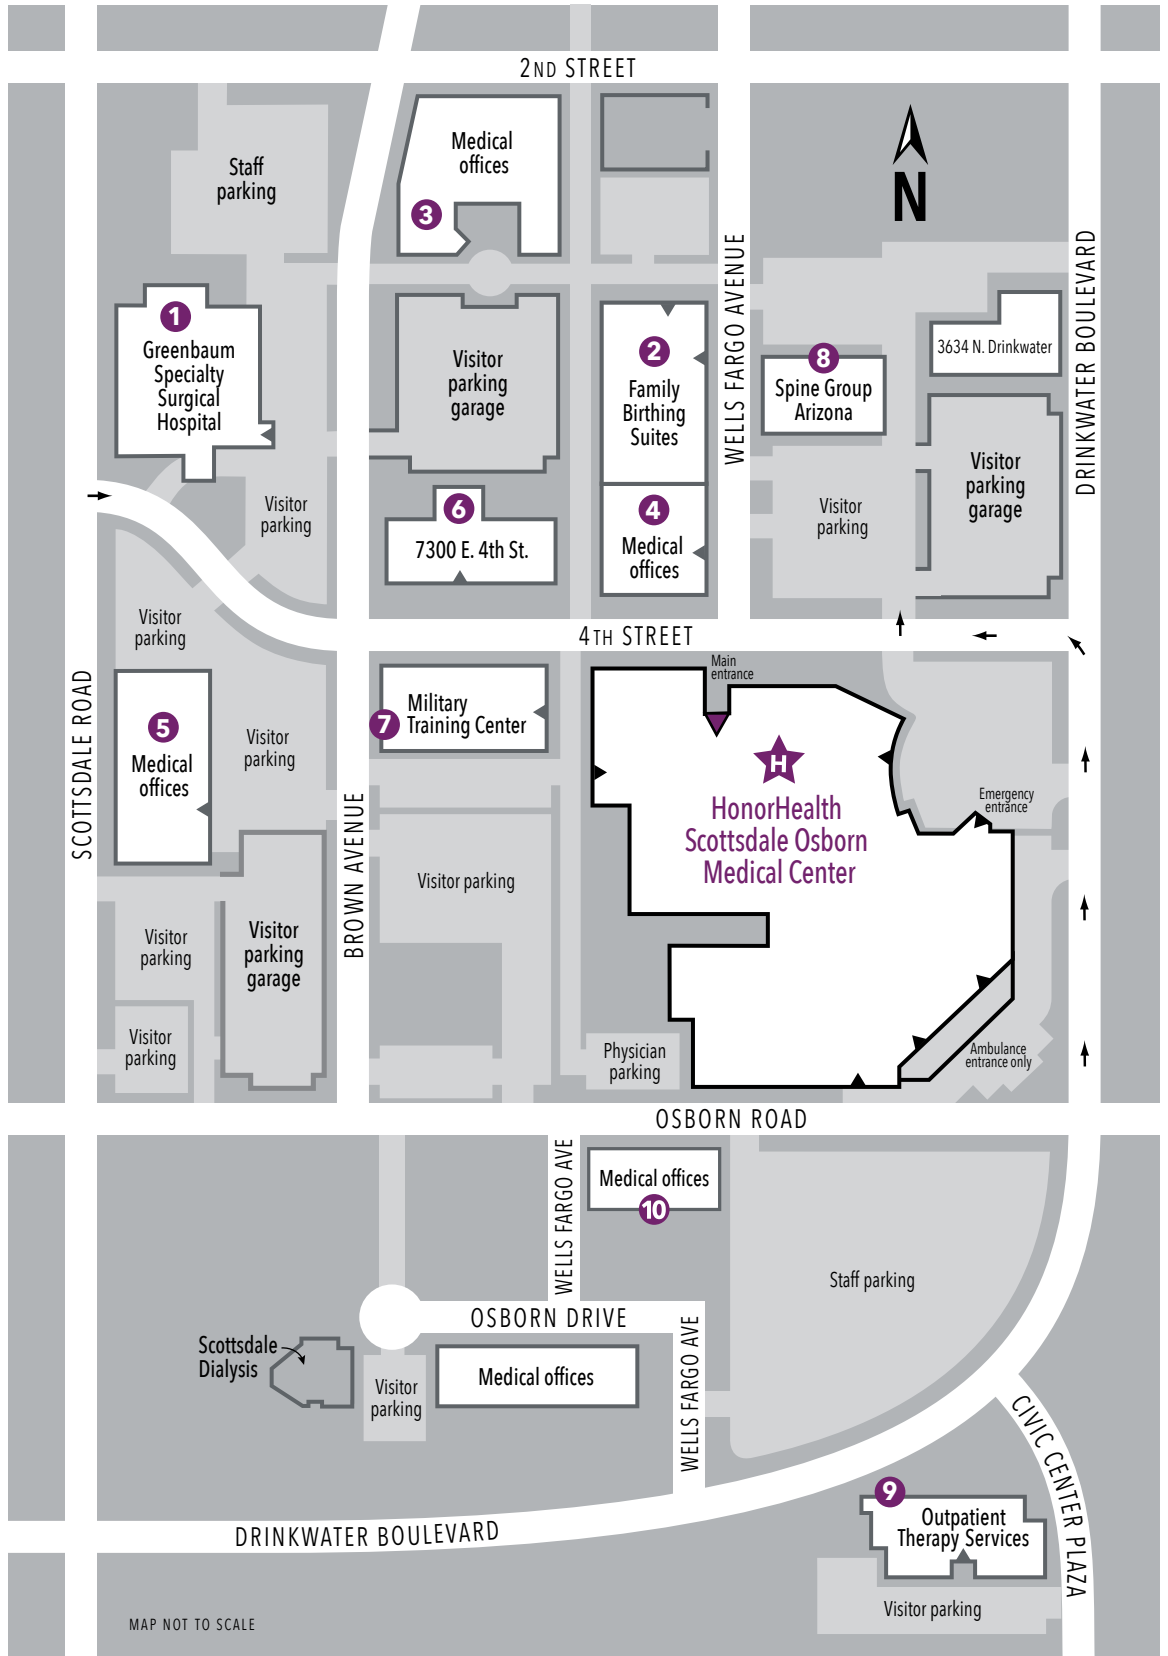 2ND STREET
Medical
offices
3
Staff
parking
N
WELLS FARGO AVENUE
DRINKWATER BOULEVARD
1
Greenbaum
Specialty
Surgical
Hospital
Visitor
parking
garage
2
Family
Birthing
Suites
8
Spine Group
Arizona
3634 N. Drinkwater
Visitor
parking
garage
Visitor
parking
6
7300 E. 4th St.
4
Medical
offices
Visitor
parking
Visitor
parking
4TH STREET
Main
entrance
SCOTTSDALE ROAD
5
Medical
offices
Visitor
parking
7
Military
Training Center
H
HonorHealth
Scottsdale Osborn
Medical Center
Emergency
entrance
BROWN AVENUE
Visitor parking
Visitor
parking
Visitor
parking
garage
Visitor
parking
Physician
parking
Ambulance
entrance only
OSBORN ROAD
WELLS FARGO AVE
Medical offices
10
Staff parking
OSBORN DRIVE
Scottsdale
Dialysis
Visitor
parking
Medical offices
WELLS FARGO AVE
CIVIC CENTER PLAZA
9
Outpatient
Therapy Services
DRINKWATER BOULEVARD
Visitor parking
MAP NOT TO SCALE